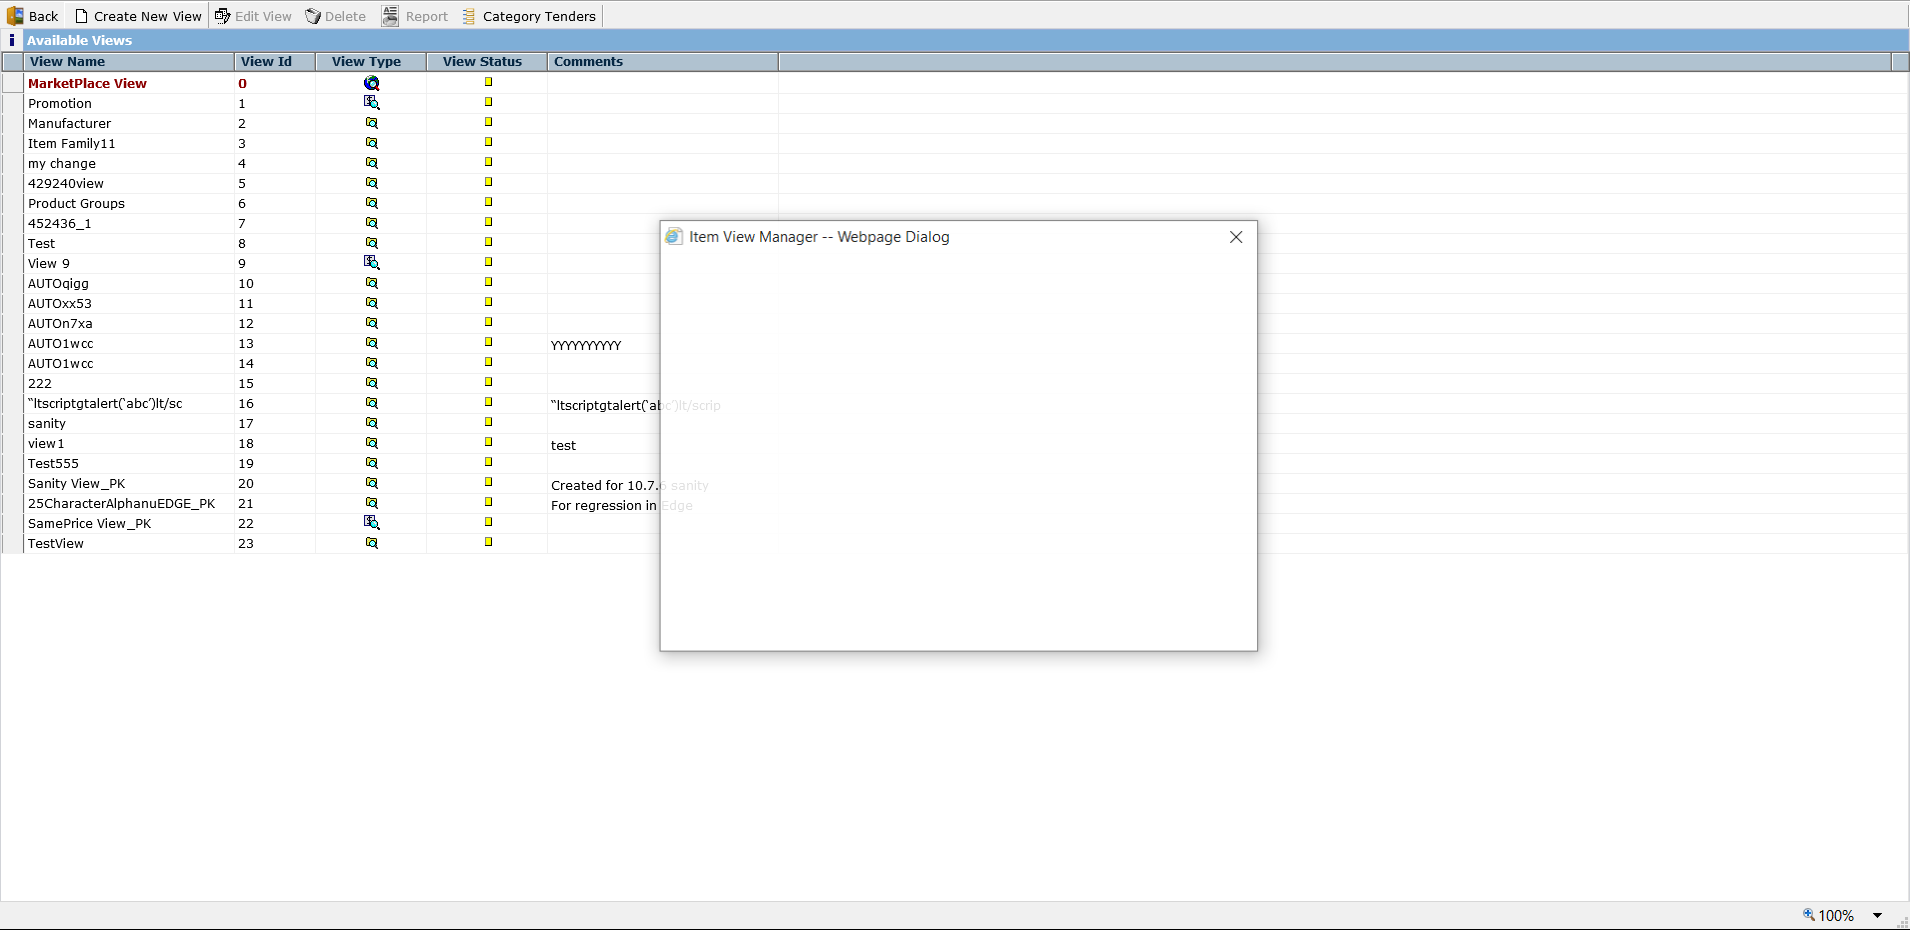 Back Create New View Edit View Delete Report Category Tenders
i Available Views
View Name View Id View Type View Status Comments
MarketPlace View 0
Promotion 1
Manufacturer 2
Item Family11 3
my change 4
429240view 5
Product Groups 6
452436_1 7
Item View Manager -- Webpage Dialog
Test 8
View 9 9
AUTOqigg 10
AUTOxx53 11
AUTOn7xa 12
AUTO1wcc 13 YYYYYYYYYY
AUTO1wcc 14
222 15
“ltscriptgtalert(‘abc’)lt/sc 16 “ltscriptgtalert(‘abc’)lt/scrip
sanity 17
view1 18 test
Test555 19
Sanity View_PK 20 Created for 10.7.6 sanity
25CharacterAlphanuEDGE_PK 21 For regression in Edge
SamePrice View_PK 22
TestView 23
100%